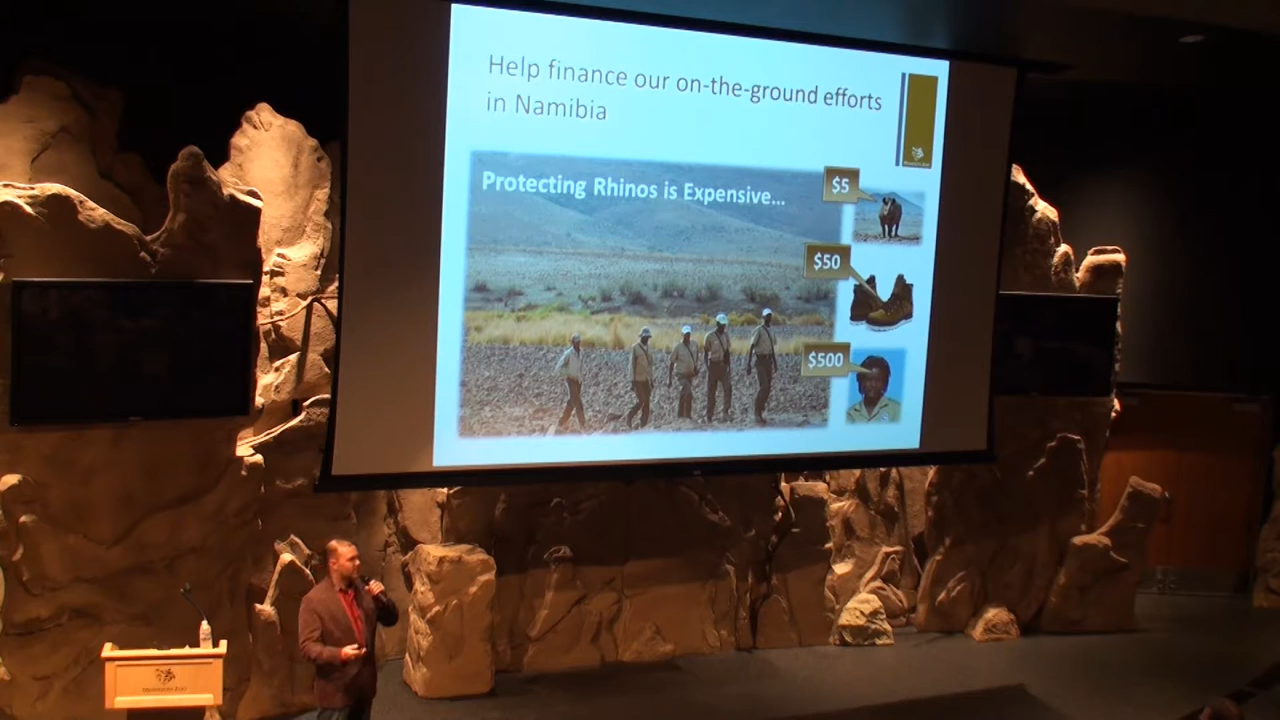 Help finance our on-the-ground efforts
in Namibia
Protecting Rhinos is Expensive...
$5
$50
$500